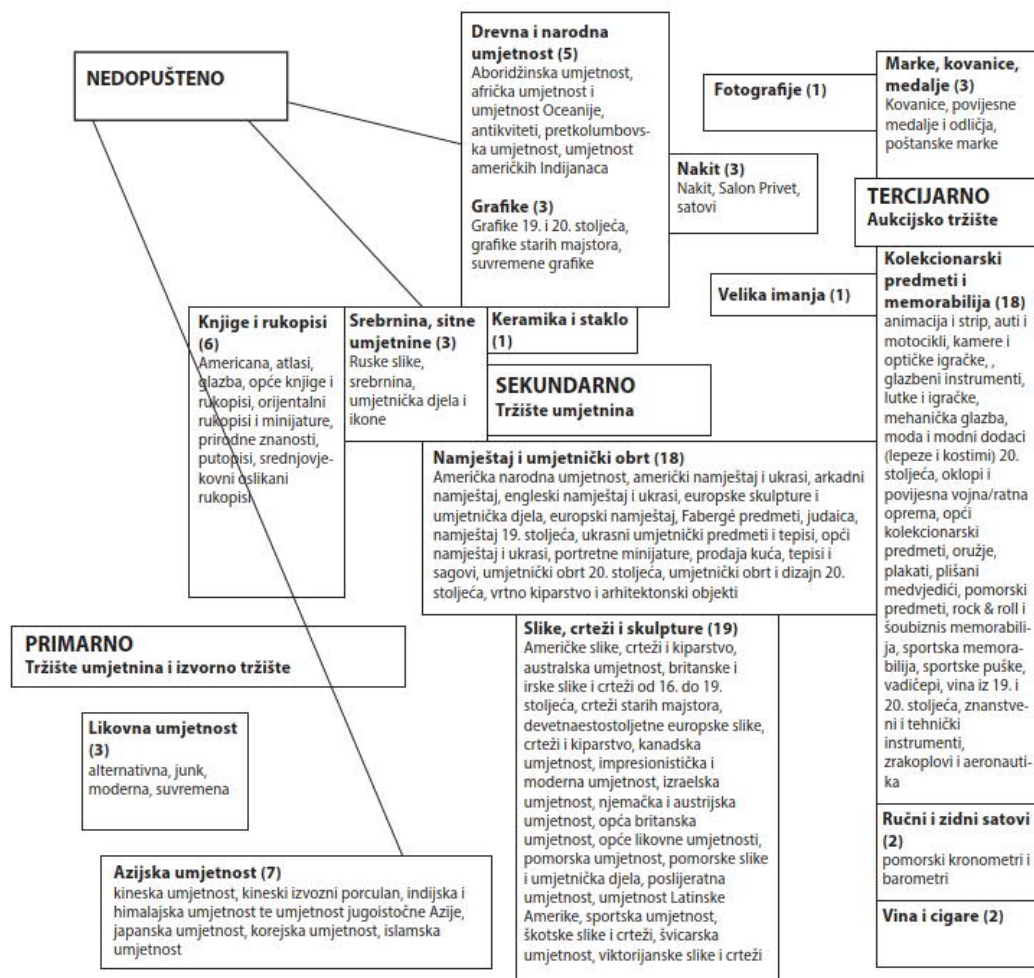 NEDOPUŠTENO
Drevna i narodna
umjetnost (5)
Aboridžinska umjetnost,
afrička umjetnost i
umjetnost Oceanije,
antikviteti, pretkolumbovs-
ka umjetnost, umjetnost
američkih Indijanaca
Grafike (3)
Grafike 19. i 20. stoljeća,
grafike starih majstora,
suvremene grafike
Fotografije (1)
Marke, kovanice,
medalje (3)
Kovanice, povijesne
medalje i odličja,
poštanske marke
Nakit (3)
Nakit, Salon Privet,
satovi
TERCIJARNO
Aukcijsko tržište
Velika imanja (1)
Kolekcionarski
predmeti i
memorabilija (18)
animacija i strip, auti i
motocikli, kamere i
optičke igračke, ,
glazbeni instrumenti,
lutke i igračke,
mehanička glazba,
moda i modni dodaci
(lepeze i kostimi) 20.
stoljeća, oklopi i
povijesna vojna/ratna
oprema, opći
kolekcionarski
predmeti, oružje,
plakati, plišani
medvjedići, pomorski
predmeti, rock & roll i
šoubiznis memorabili-
ja, sportska memora-
bilija, sportske puške,
vadičepi, vina iz 19. i
20. stoljeća, znanstve-
ni i tehnički
instrumenti,
zrakoplovi i aeronauti-
ka
Knjige i rukopisi
(6)
Americana, atlasi,
glazba, opće knjige i
rukopisi, orijentalni
rukopisi i minijature,
prirodne znanosti,
putopisi, srednjovje-
kovni oslikani
rukopisi
Srebrnina, sitne
umjetnine (3)
Ruske slike,
srebrnina,
umjetnička djela i
ikone
Keramika i staklo
(1)
SEKUNDARNO
Tržište umjetnina
Namještaj i umjetnički obrt (18)
Američka narodna umjetnost, američki namještaj i ukrasi, arkadni
namještaj, engleski namještaj i ukrasi, europske skulpture i
umjetnička djela, europski namještaj, Fabergé predmeti, judaica,
namještaj 19. stoljeća, ukrasni umjetnički predmeti i tepisi, opći
namještaj i ukrasi, portretne minijature, prodaja kuća, tepisi i
sagovi, umjetnički obrt 20. stoljeća, umjetnički obrt i dizajn 20.
stoljeća, vrtno kiparstvo i arhitektonski objekti
PRIMARNO
Tržište umjetnina i izvorno tržište
Slike, crteži i skulpture (19)
Američke slike, crteži i kiparstvo,
australska umjetnost, britanske i
irske slike i crteži od 16. do 19.
stoljeća, crteži starih majstora,
devetnaestostoljetne europske slike,
crteži i kiparstvo, kanadska
umjetnost, impresionistička i
moderna umjetnost, izraelska
umjetnost, njemačka i austrijska
umjetnost, opća britanska
umjetnost, opće likovne umjetnosti,
pomorska umjetnost, pomorske slike
i umjetnička djela, poslijeratna
umjetnost, umjetnost Latinske
Amerike, sportska umjetnost,
škotske slike i crteži, švicarska
umjetnost, viktorijanske slike i crteži
Likovna umjetnost
(3)
alternativna, junk,
moderna, suvremena
Azijska umjetnost (7)
kineska umjetnost, kineski izvozni porculan, indijska i
himalajska umjetnost te umjetnost jugoistočne Azije,
japanska umjetnost, korejska umjetnost, islamska
umjetnost
Ručni i zidni satovi
(2)
pomorski kronometri i
barometri
Vina i cigare (2)